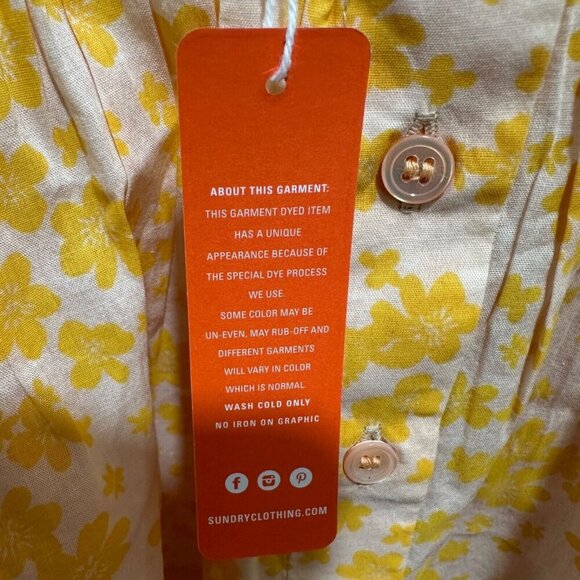 ABOUT THIS GARMENT:
THIS GARMENT DYED ITEM
HAS A UNIQUE
APPEARANCE BECAUSE OF
THE SPECIAL DYE PROCESS
WE USE.
SOME COLOR MAY BE
UN-EVEN, MAY RUB-OFF AND
DIFFERENT GARMENTS
WILL VARY IN COLOR
WHICH IS NORMAL.
WASH COLD ONLY
NO IRON ON GRAPHIC
SUNDRYCLOTHING.COM